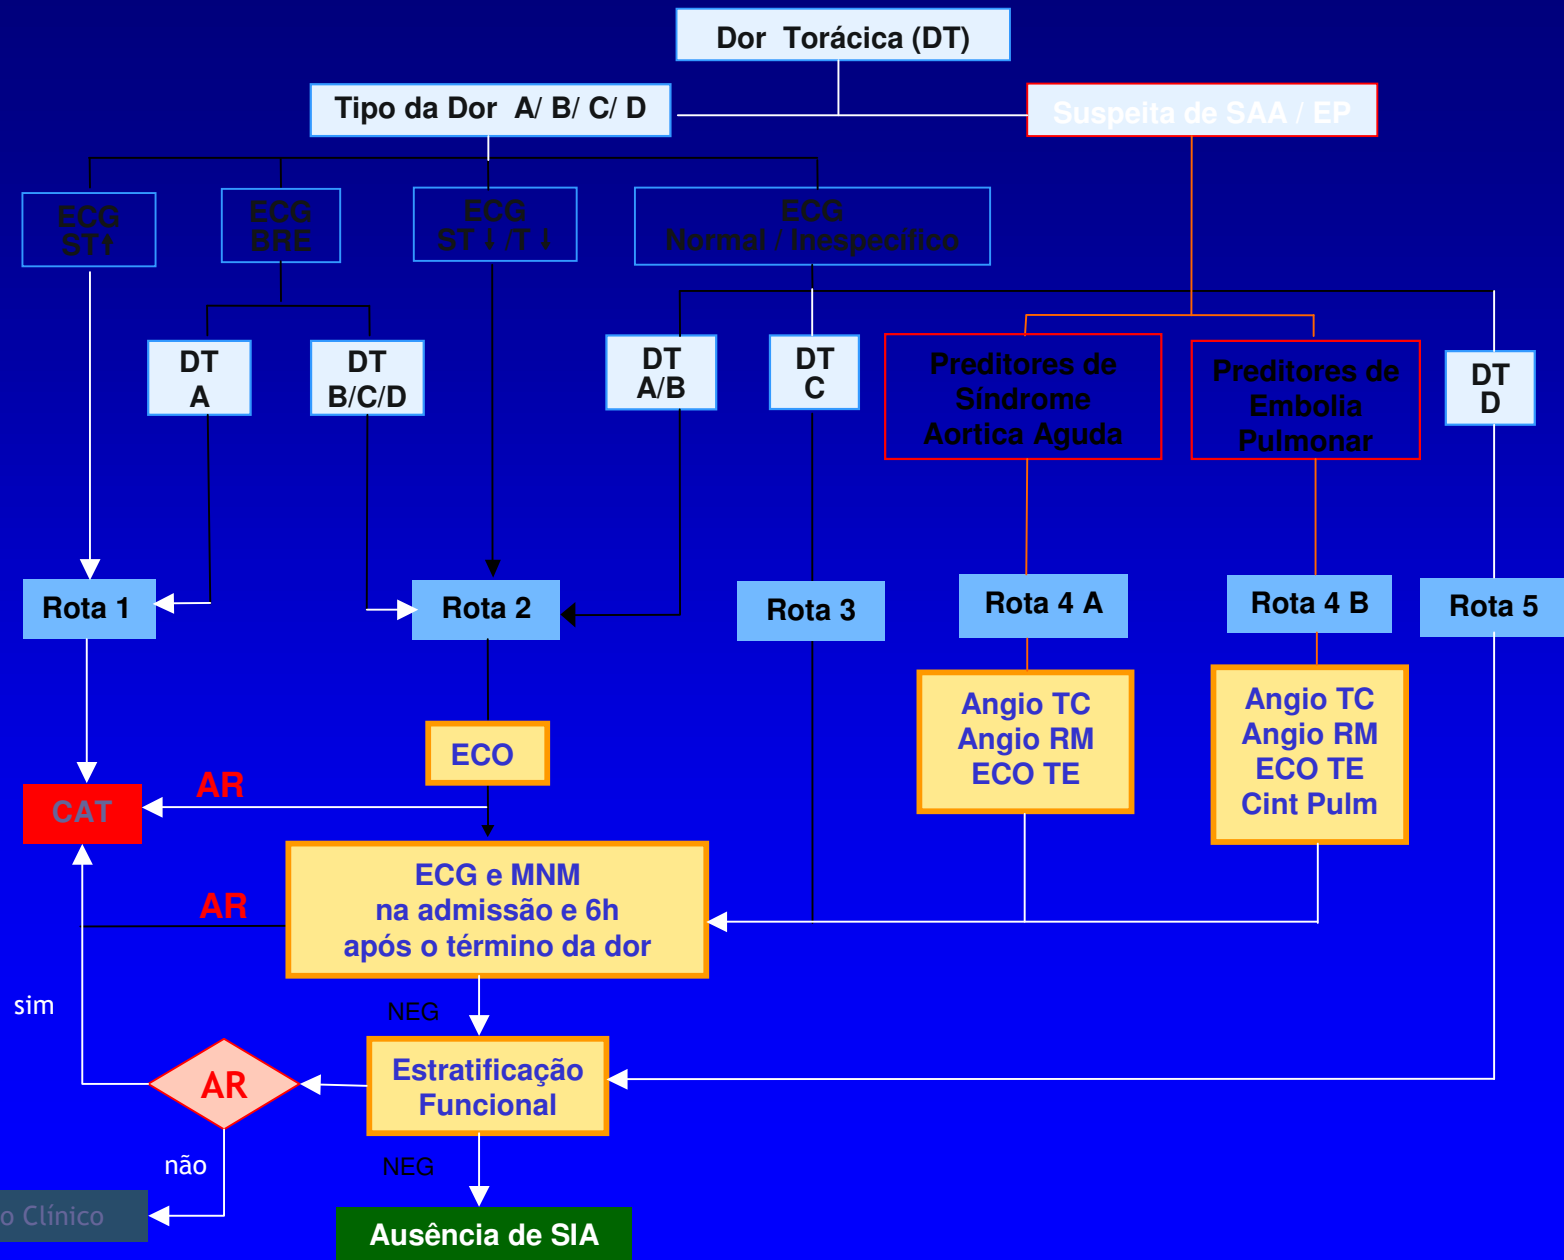 Dor Torácica (DT)
Tipo da Dor A/ B/ C/ D
Suspeita de SAA / EP
ECG
ST↑
ECG
BRE
ECG
ST ↓ /T ↓
ECG
Normal / Inespecífico
DT
A
DT
B/C/D
DT
A/B
DT
C
Preditores de
Síndrome
Aortica Aguda
Preditores de
Embolia
Pulmonar
DT
D
Rota 1
Rota 2
Rota 3
Rota 4 A
Rota 4 B
Rota 5
ECO
Angio TC
Angio RM
ECO TE
Angio TC
Angio RM
ECO TE
Cint Pulm
AR
CAT
ECG e MNM
na admissão e 6h
após o término da dor
AR
sim
NEG
Estratificação
Funcional
AR
não
NEG
o Clínico
Ausência de SIA